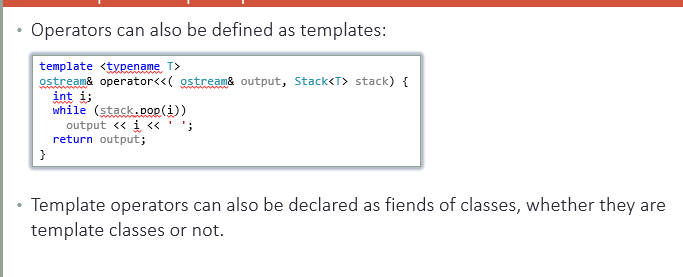 • Operators can also be defined as templates:
template <typename T>
ostream& operator<<( ostream& output, Stack<T> stack) {
int i;
while (stack.pop(i))
output << i << ' ';
return output;
}
• Template operators can also be declared as fiends of classes, whether they are
template classes or not.